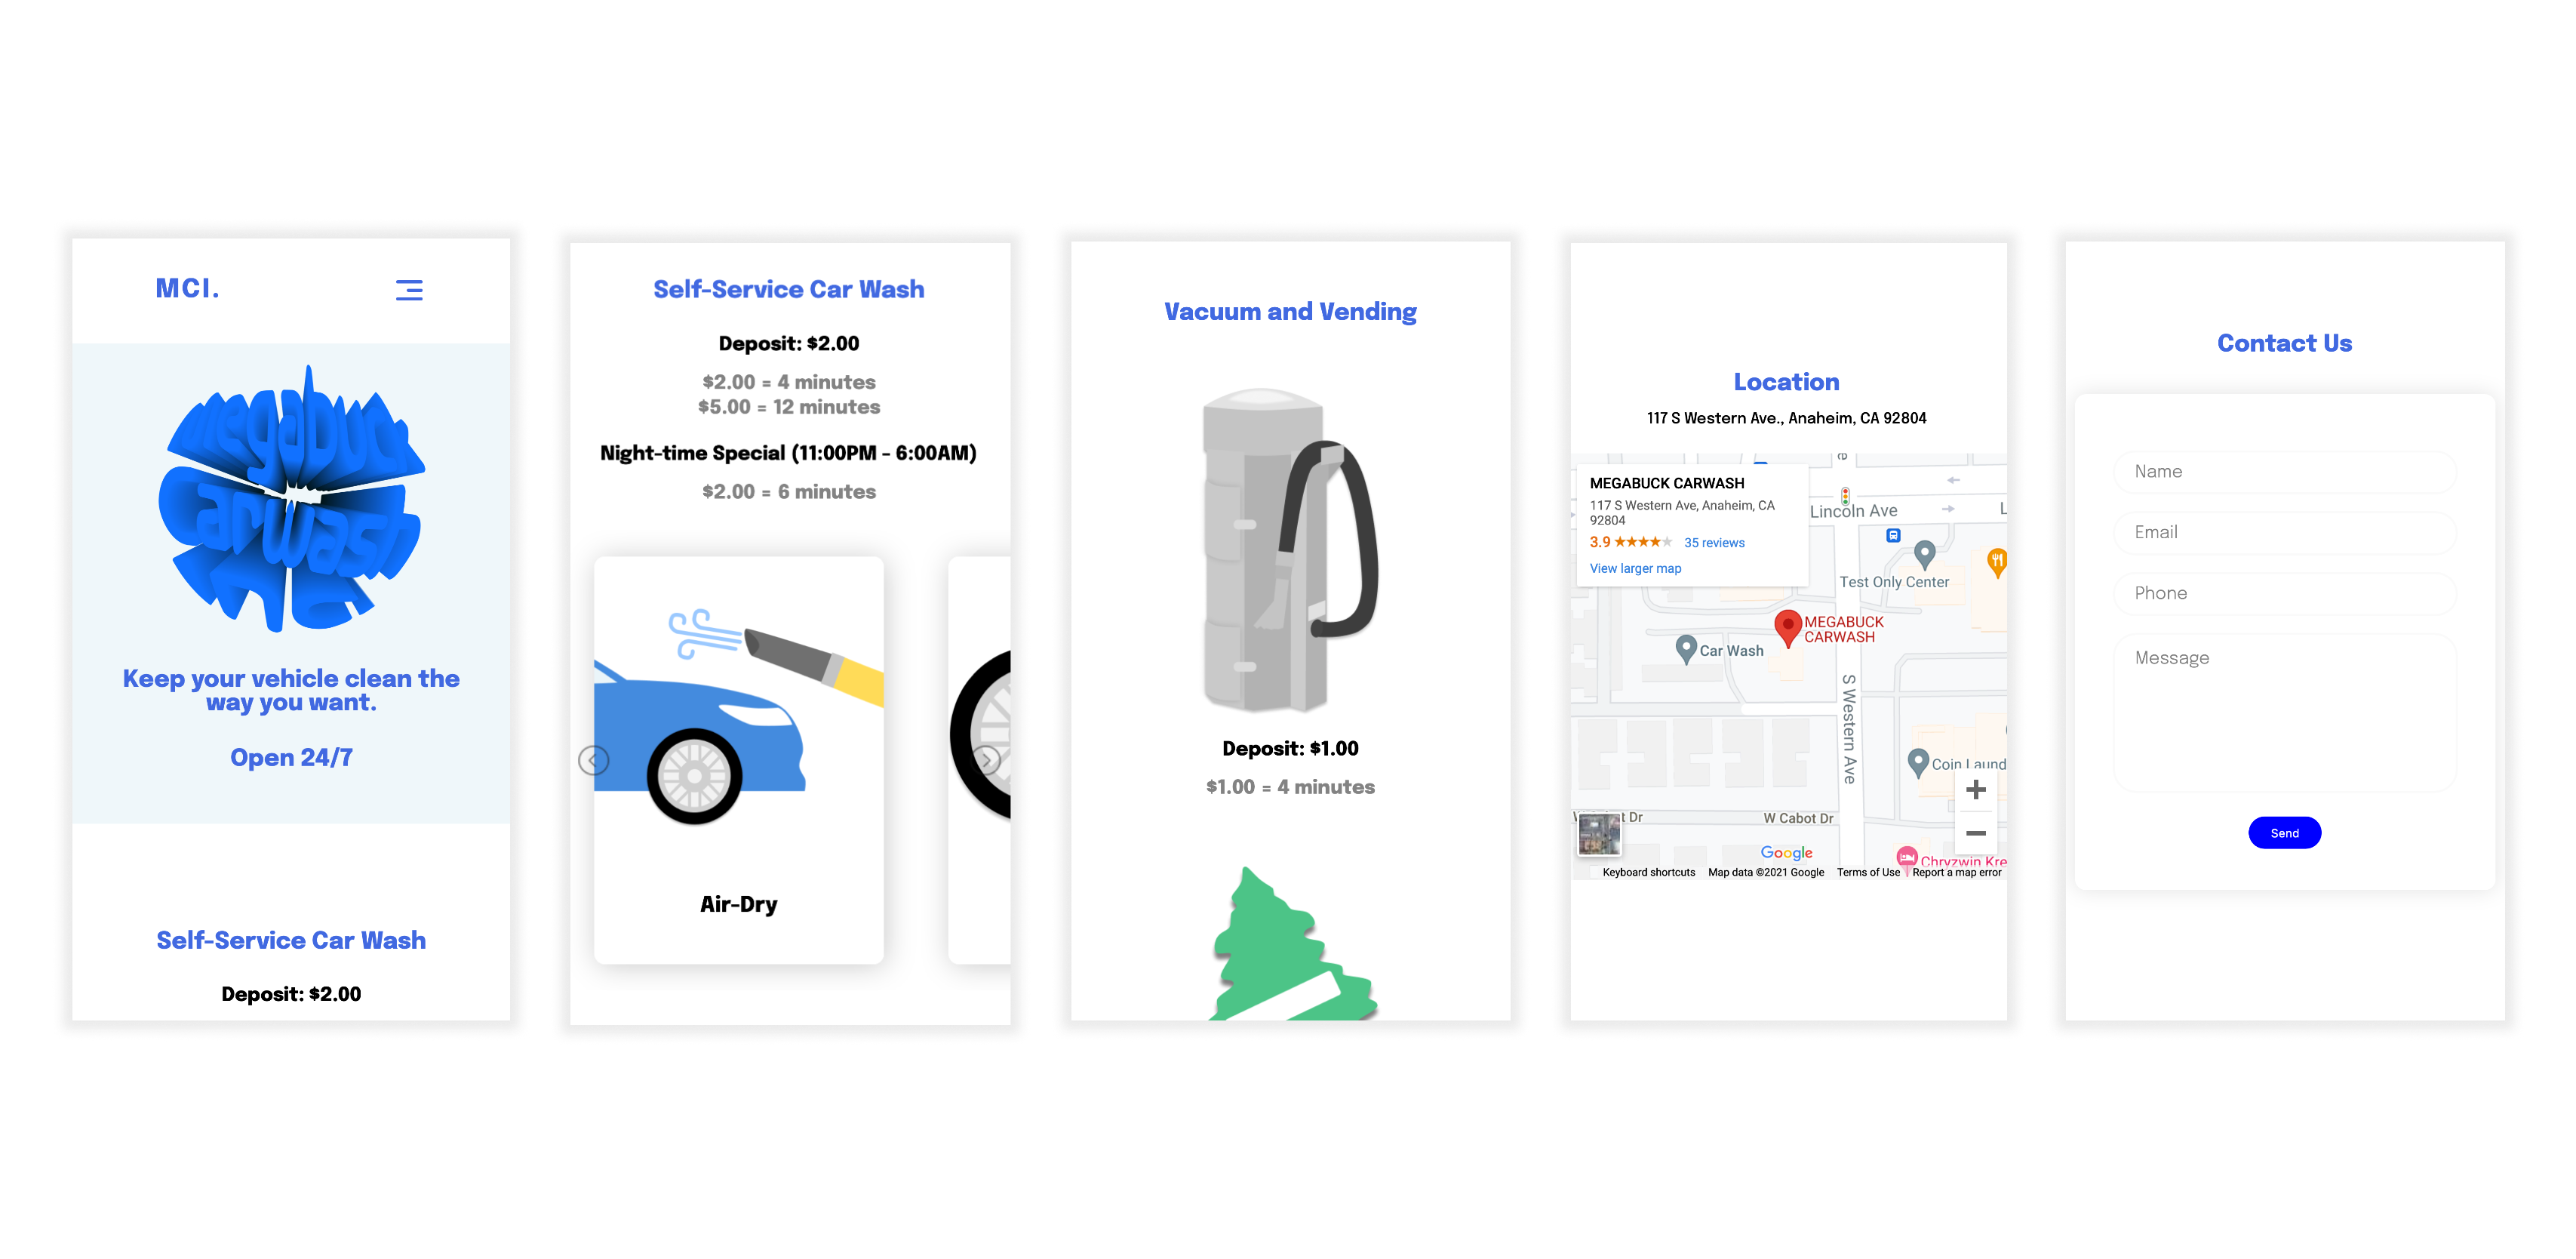 MCI.
megabuck
carwash
inc
Keep your vehicle clean the
way you want.
Open 24/7
Self-Service Car Wash
Deposit: $2.00
Self-Service Car Wash
Deposit: $2.00
$2.00 = 4 minutes
$5.00 = 12 minutes
Night-time Special (11:00PM - 6:00AM)
$2.00 = 6 minutes
Air-Dry
Vacuum and Vending
Deposit: $1.00
$1.00 = 4 minutes
Location
117 S Western Ave., Anaheim, CA 92804
MEGABUCK CARWASH
117 S Western Ave, Anaheim, CA
92804
3.9 ★★★★★ 35 reviews
View larger map
Lincoln Ave
Test Only Center
MEGABUCK
CARWASH
Car Wash
S Western Ave
Coin Laund
Dr
W Cabot Dr
Google
Chryzwin Kre
Keyboard shortcuts Map data ©2021 Google Terms of Use Report a map error
Contact Us
Name
Email
Phone
Message
Send